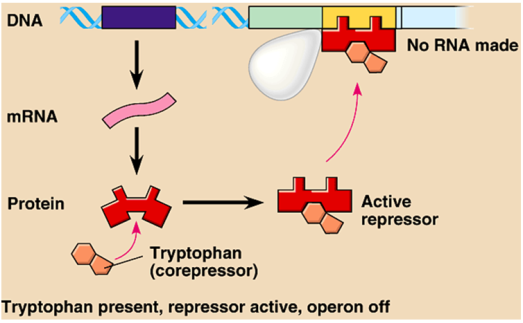 DNA
No RNA made
mRNA
Protein
Active
repressor
Tryptophan
(corepressor)
Tryptophan present, repressor active, operon off